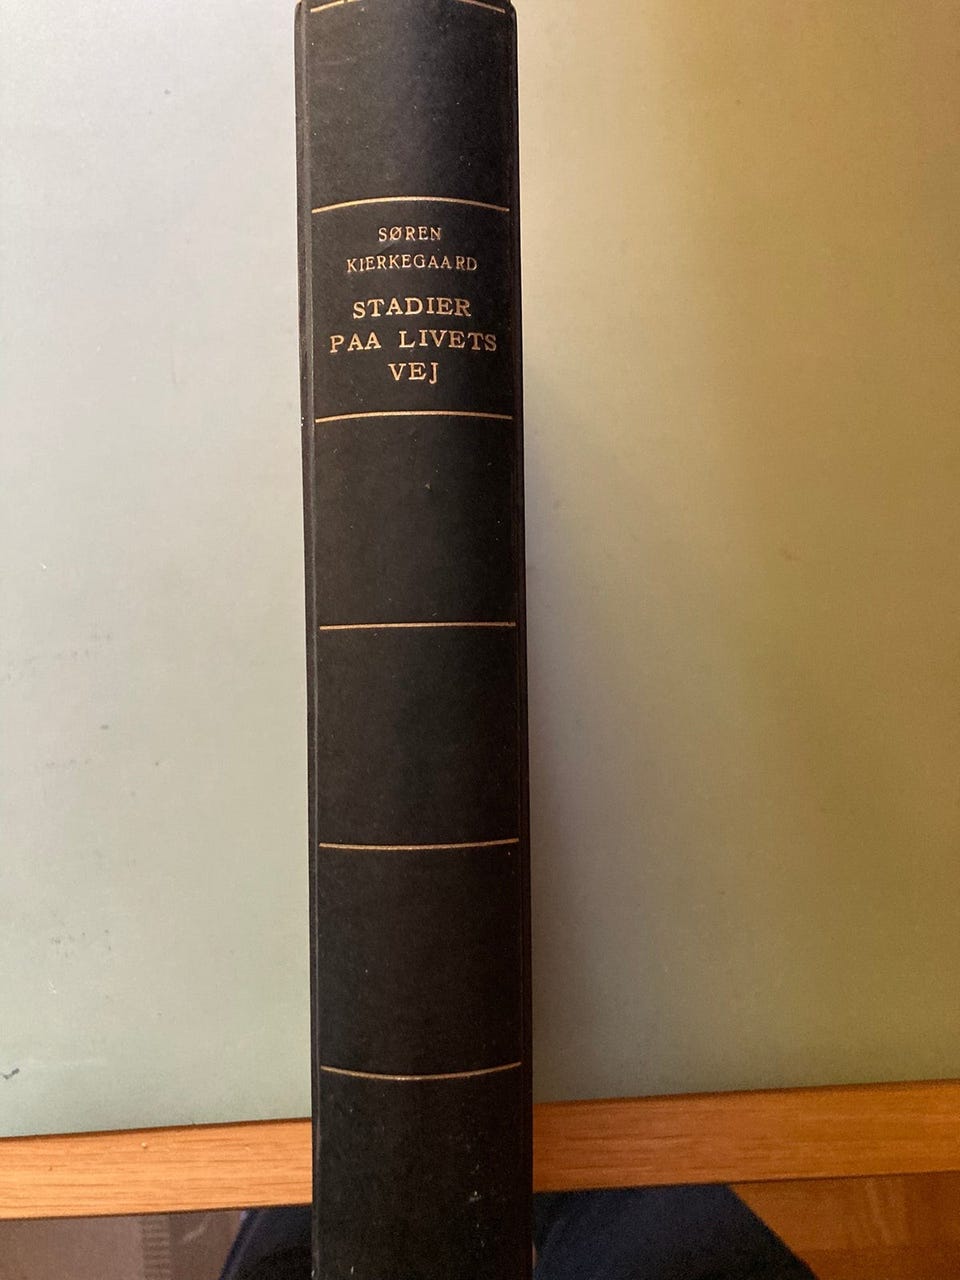 SØREN
KIERKEGAARD
STADIER
PAA LIVETS
VEJ